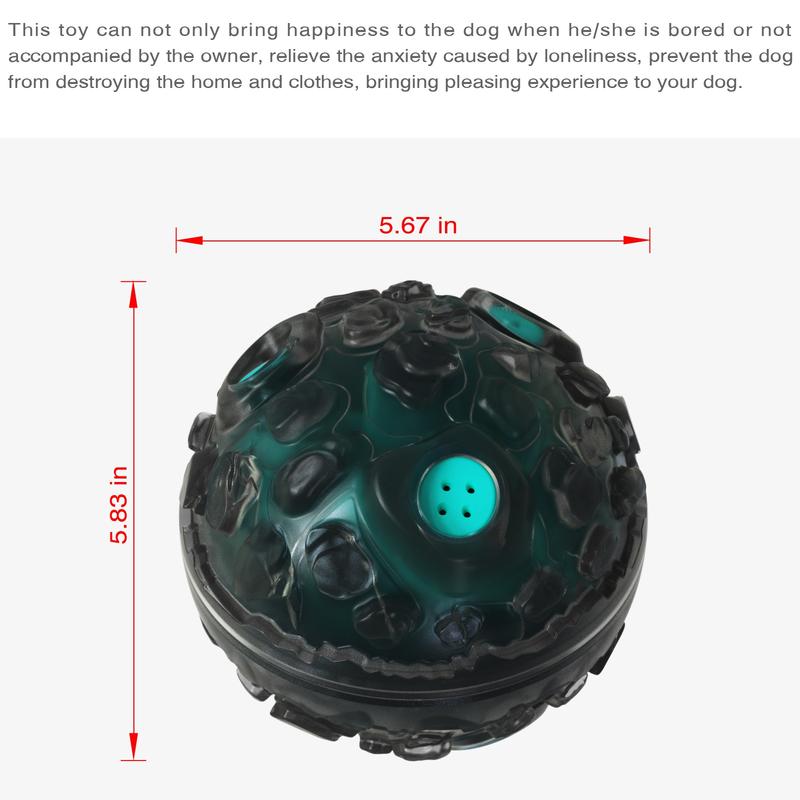 This toy can not only bring happiness to the dog when he/she is bored or not
accompanied by the owner, relieve the anxiety caused by loneliness, prevent the dog
from destroying the home and clothes, bringing pleasing experience to your dog.
5.67 in
5.83 in